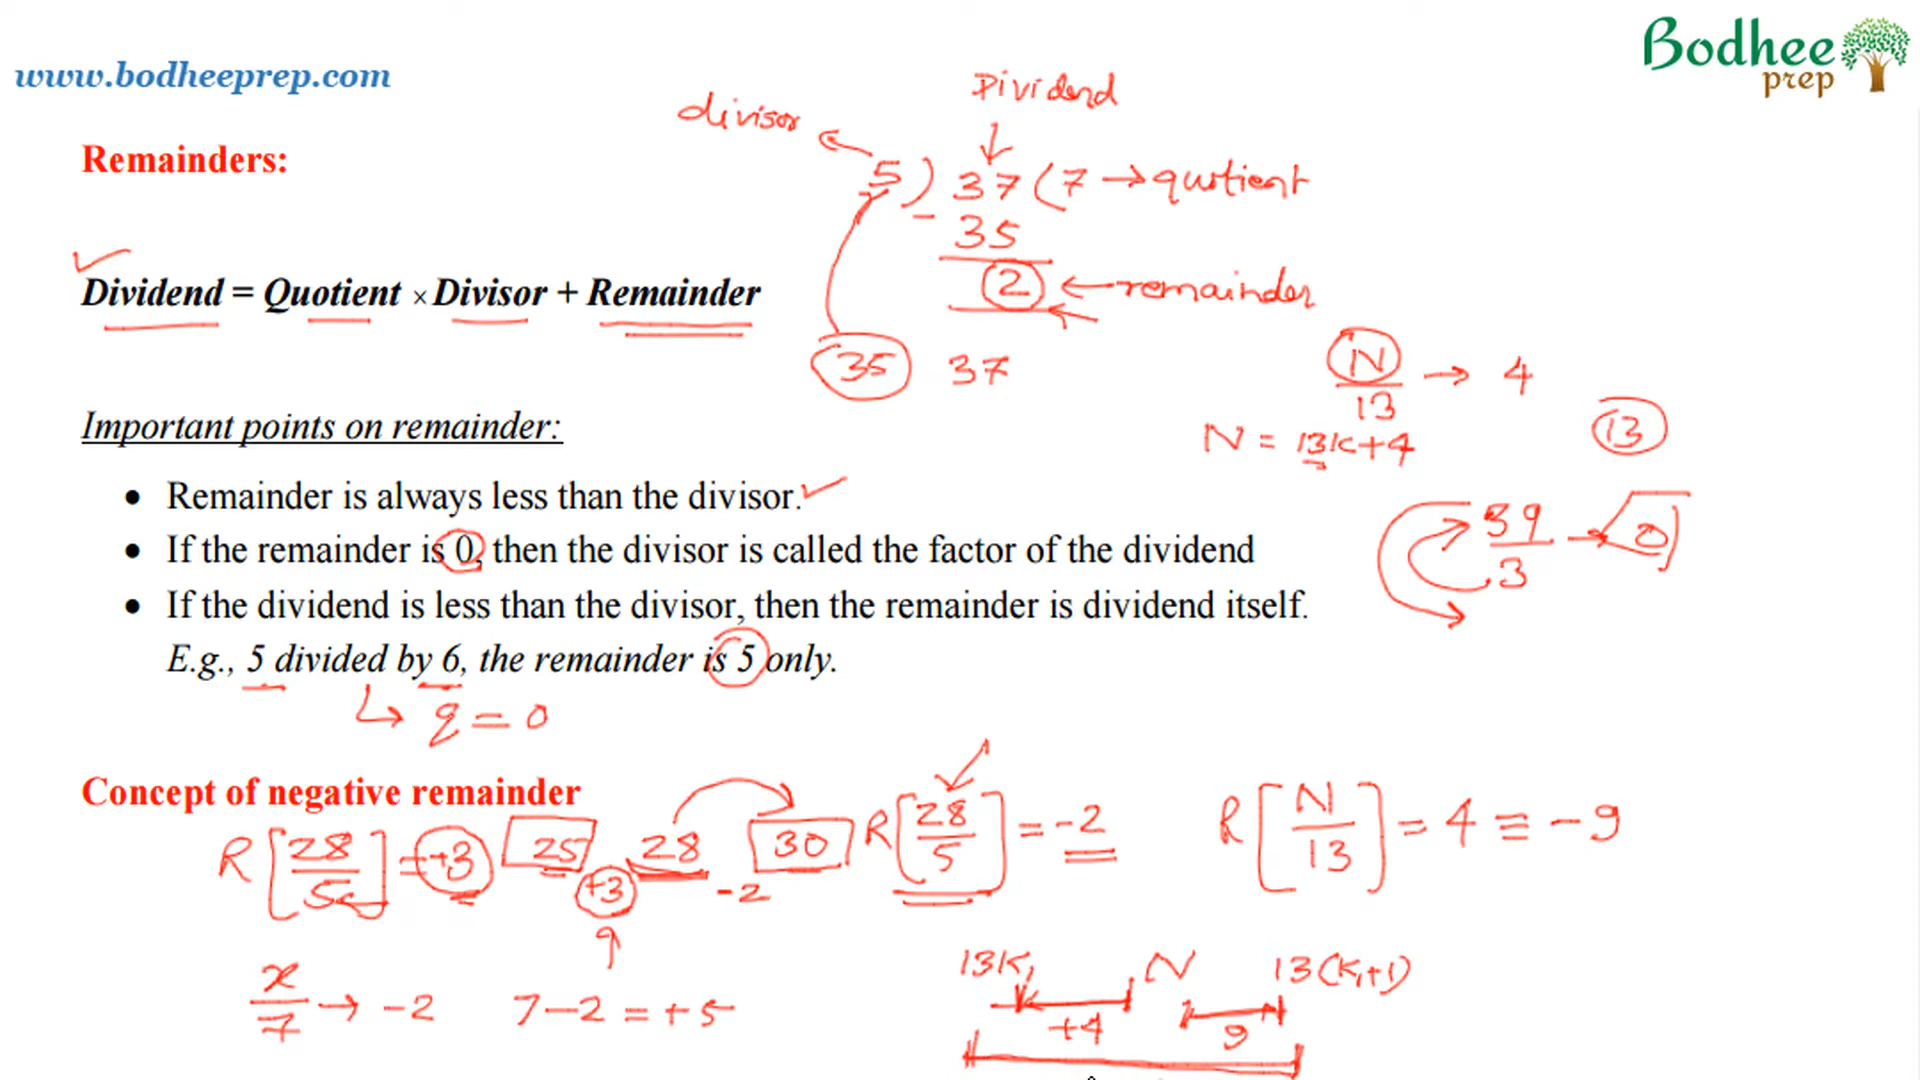 Bodhee
prep
www.bodheeprep.com
Dividend
divisor
Remainders:
5 ) 37 ( 7 → quotient
- 35
2 ← remainder
Dividend = Quotient × Divisor + Remainder
35 37
N/13 → 4
13
N = 13K+4
Important points on remainder:
• Remainder is always less than the divisor.
39/3 → 0
• If the remainder is 0, then the divisor is called the factor of the dividend
• If the dividend is less than the divisor, then the remainder is dividend itself.
E.g., 5 divided by 6, the remainder is 5 only.
↳ q = 0
Concept of negative remainder
R[28/5] = +3 25 28 30 R[28/5] = -2 R[N/13] = 4 ≡ -9
+3 -2
13K₁ N 13(K₁+1)
x/7 → -2 7-2 = +5
+4 9